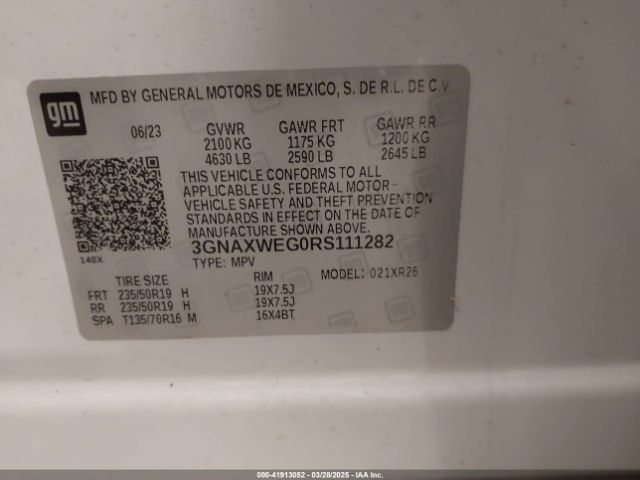 gm MFD BY GENERAL MOTORS DE MEXICO, S. DE R.L. DE C.V
06/23 GVWR GAWR FRT GAWR RR
2100 KG 1175 KG 1200 KG
4630 LB 2590 LB 2645 LB
THIS VEHICLE CONFORMS TO ALL
APPLICABLE U.S. FEDERAL MOTOR -
VEHICLE SAFETY AND THEFT PREVENTION
STANDARDS IN EFFECT ON THE DATE OF
MANUFACTURE SHOWN ABOVE.
3GNAXWEG0RS111282
140X
TYPE: MPV MODEL: 021XR26
TIRE SIZE RIM
FRT 235/50R19 H 19X7.5J
RR 235/50R19 H 19X7.5J
SPA T135/70R16 M 16X4BT
000-41913052 | 03/28/2025 - IAA Inc.